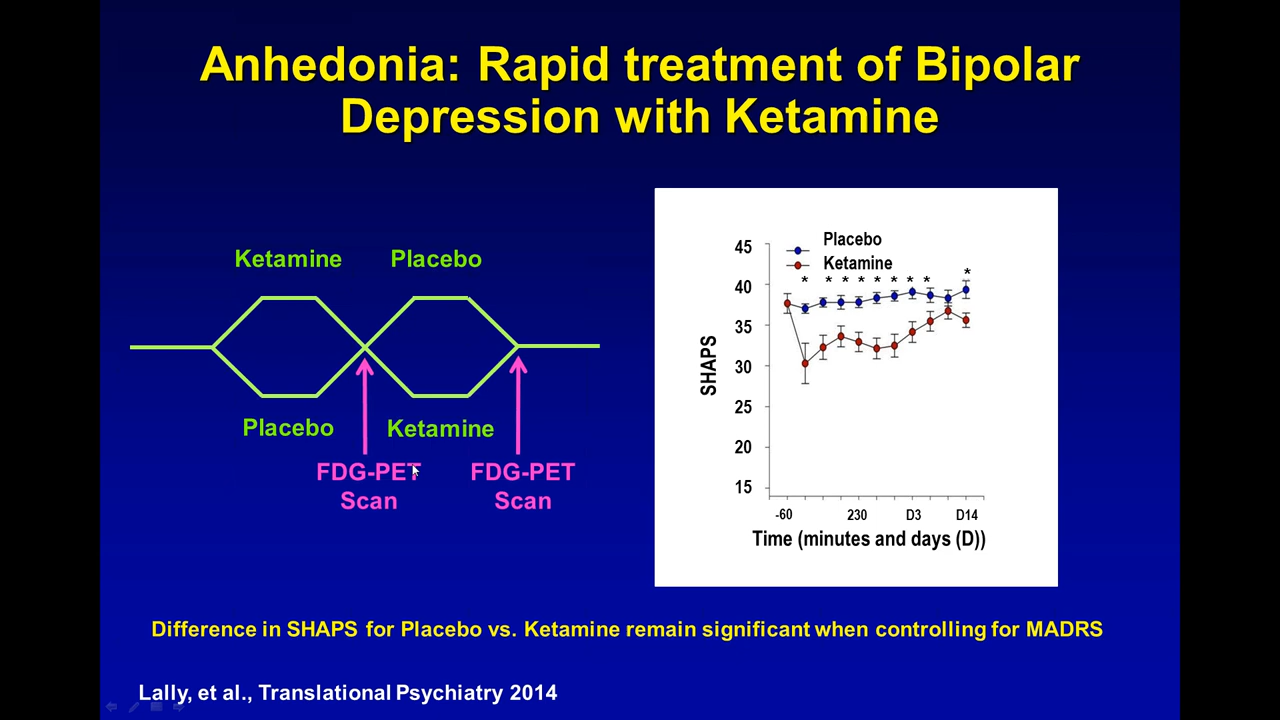 Anhedonia: Rapid treatment of Bipolar
Depression with Ketamine
Ketamine
Placebo
Placebo
Ketamine
FDG-PET
Scan
FDG-PET
Scan
Placebo
Ketamine
* * * * * * * * *
45
40
35
30
25
20
15
SHAPS
-60
230
D3
D14
Time (minutes and days (D))
Difference in SHAPS for Placebo vs. Ketamine remain significant when controlling for MADRS
Lally, et al., Translational Psychiatry 2014